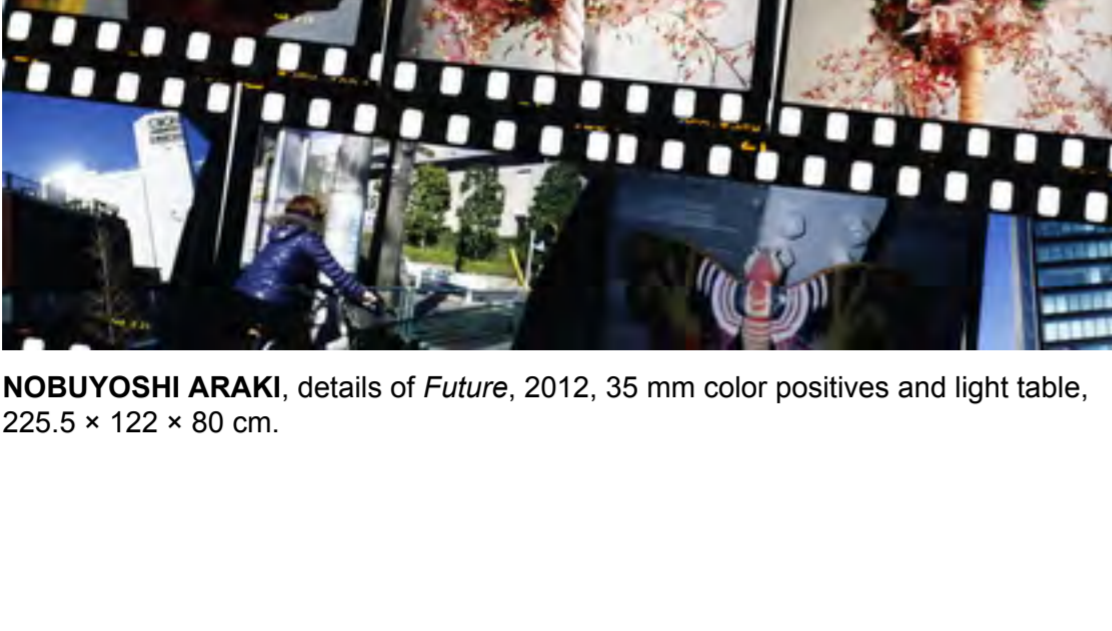 NOBUYOSHI ARAKI, details of Future, 2012, 35 mm color positives and light table,
225.5 × 122 × 80 cm.